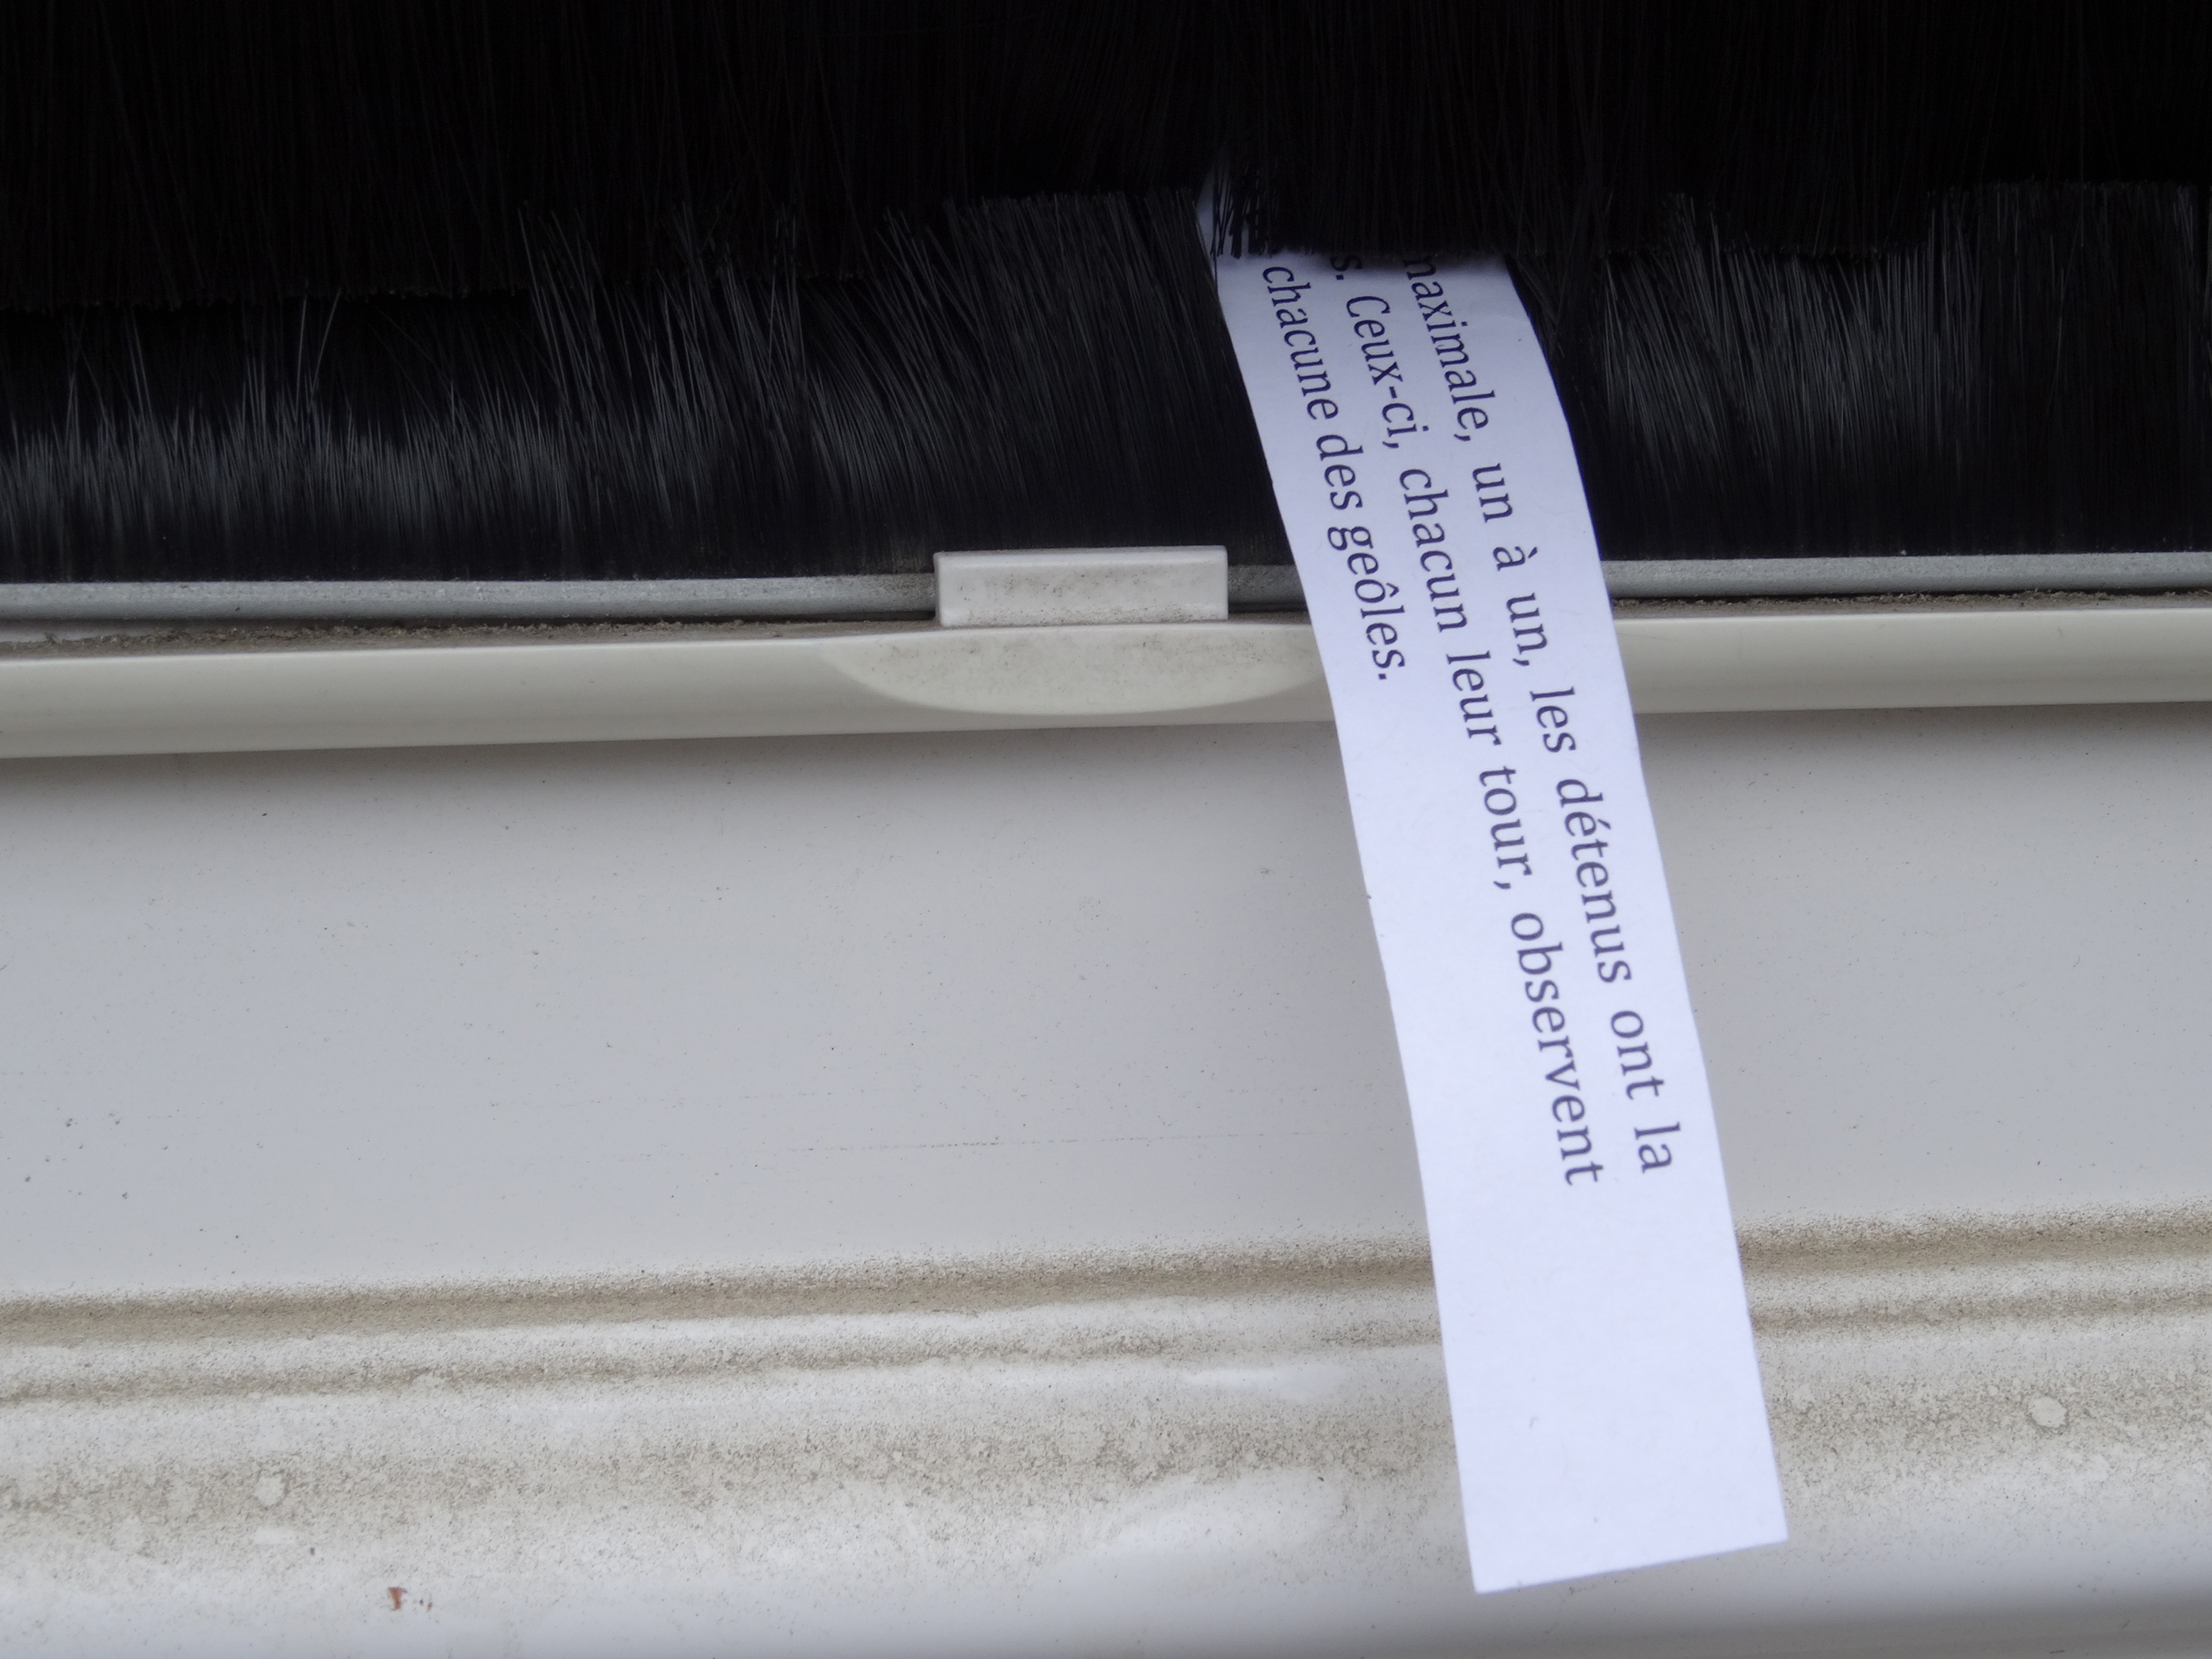 maximale, un à un, les détenus ont la
s. Ceux-ci, chacun leur tour, observent
chacune des geôles.